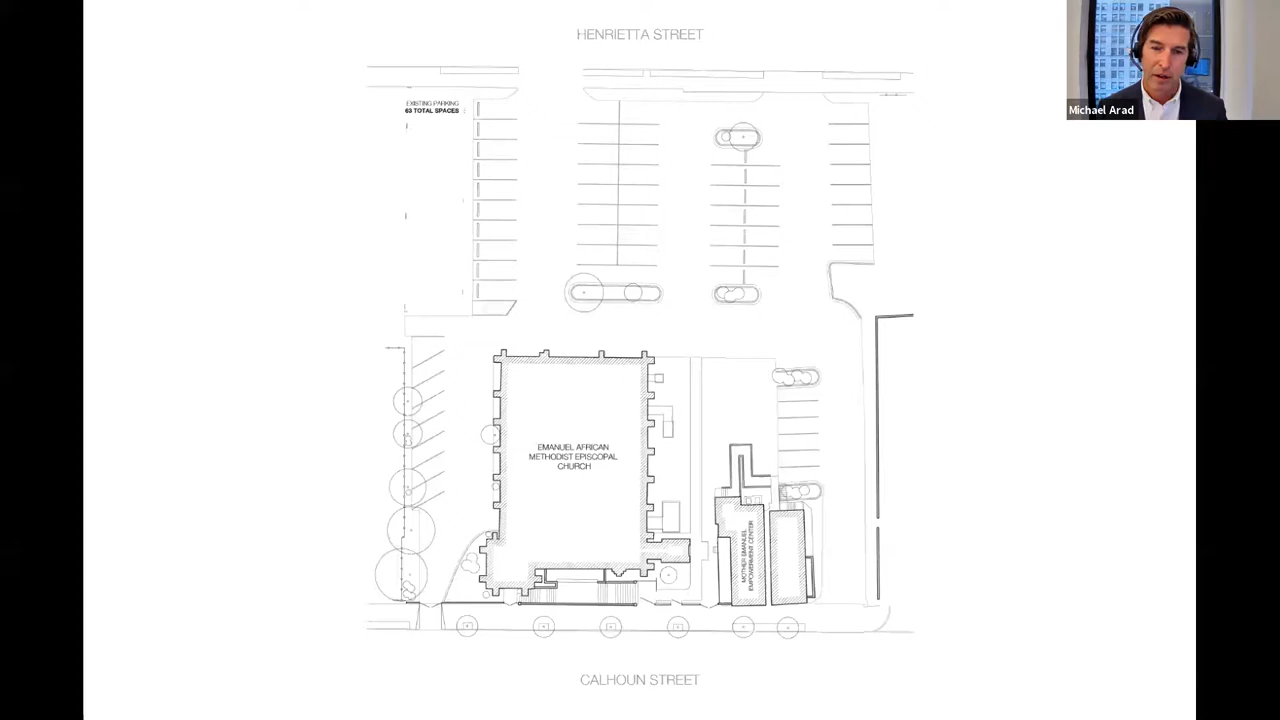 HENRIETTA STREET
Michael Arad
EXISTING PARKING
63 TOTAL SPACES
EMANUEL AFRICAN
METHODIST EPISCOPAL
CHURCH
MOTHER EMANUEL
EMPOWERMENT CENTER
CALHOUN STREET